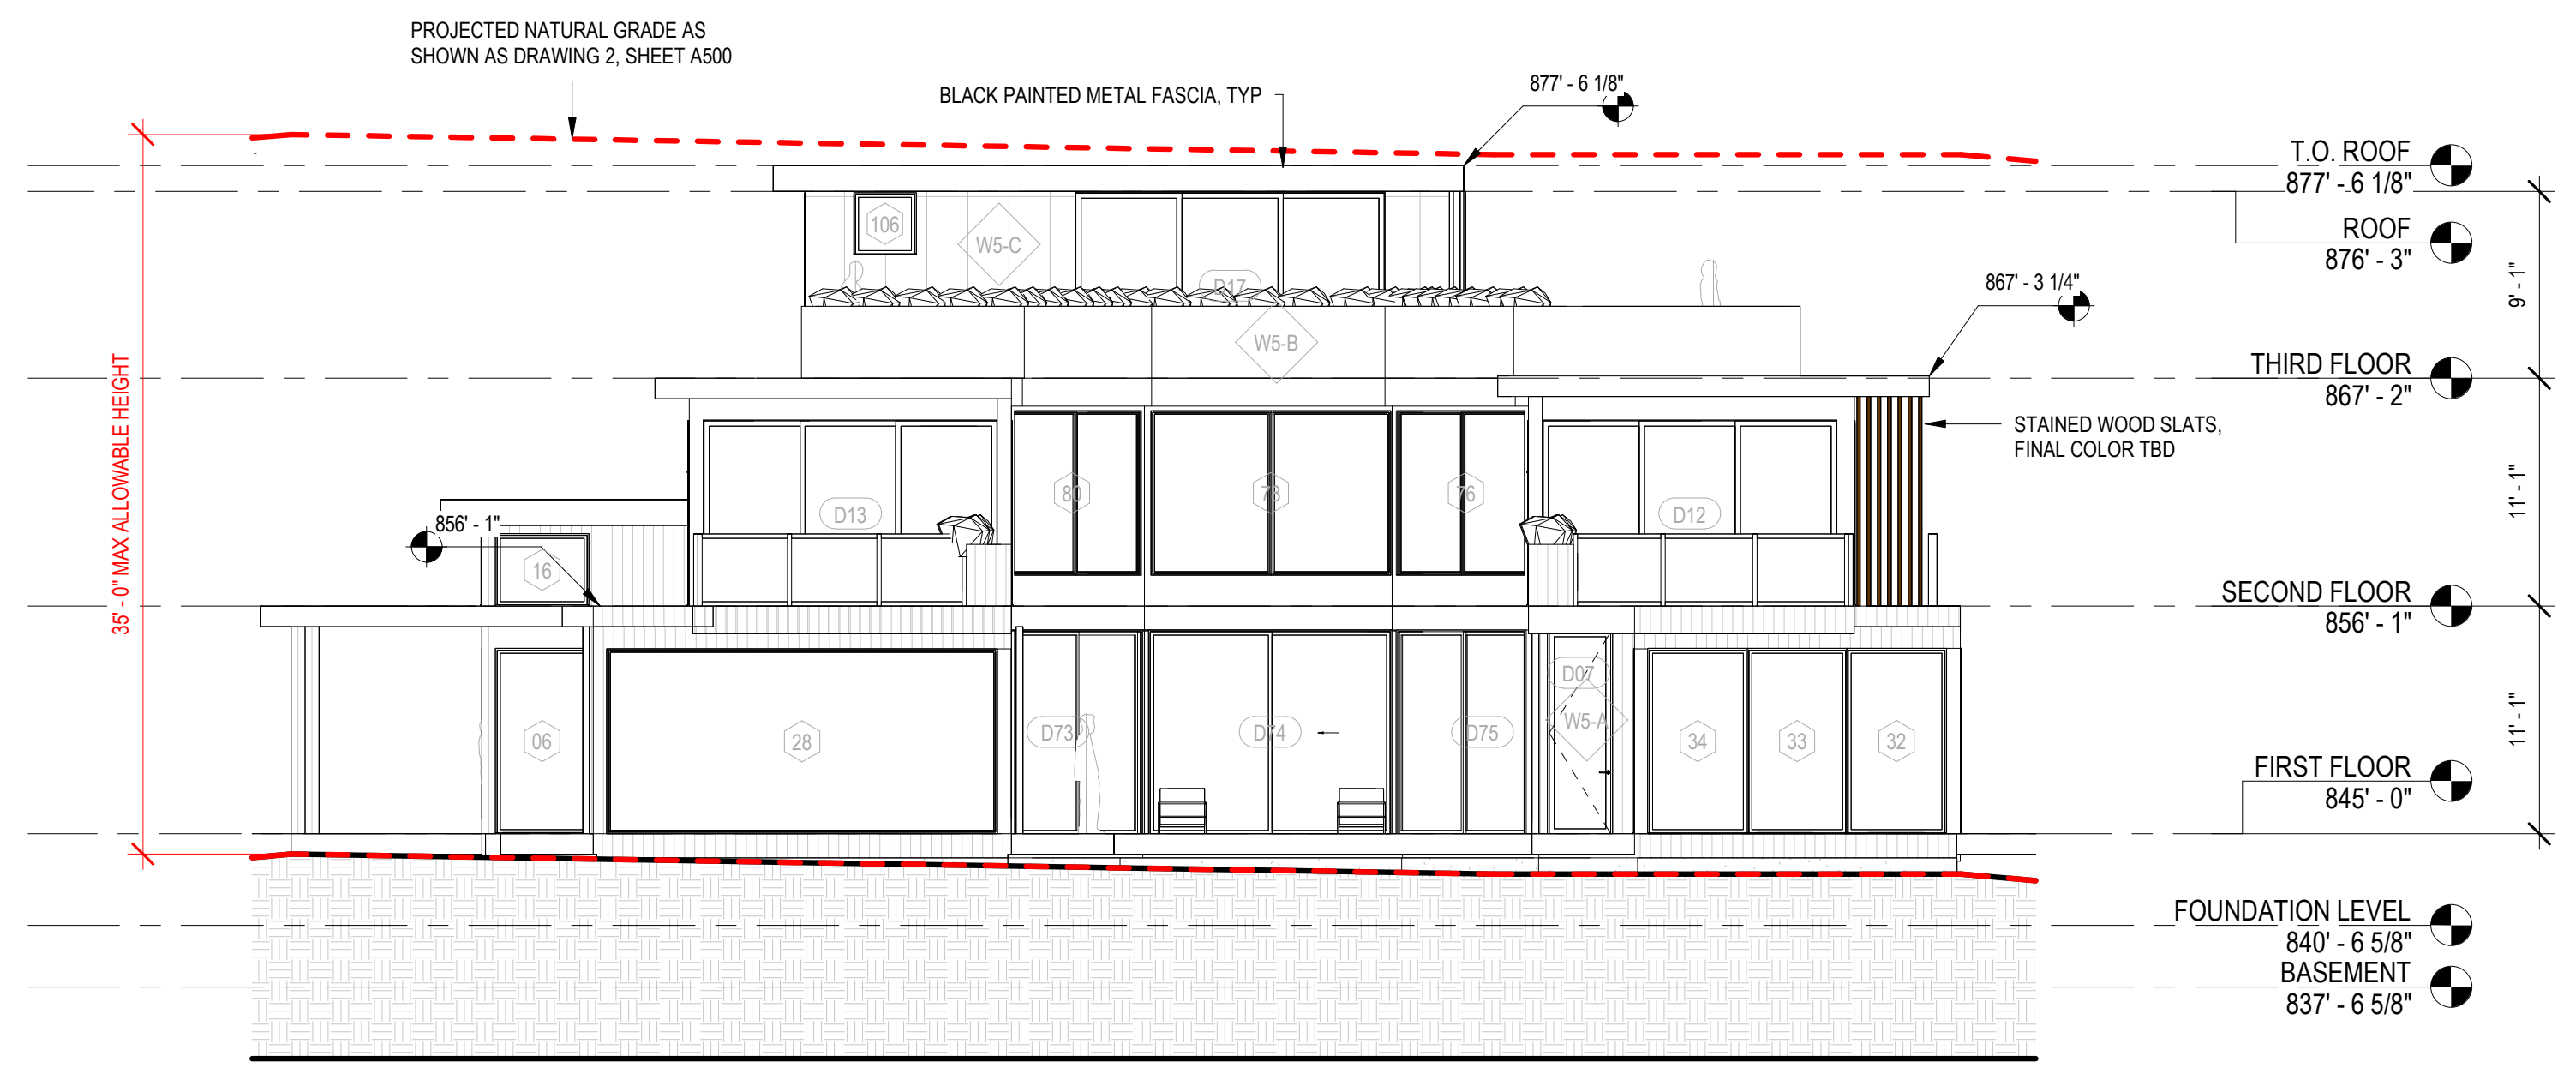 PROJECTED NATURAL GRADE AS
SHOWN AS DRAWING 2, SHEET A500
BLACK PAINTED METAL FASCIA, TYP
877' - 6 1/8"
T.O. ROOF
877' - 6 1/8"
ROOF
876' - 3"
9' - 1"
106
W5-C
D17
867' - 3 1/4"
W5-B
35' - 0" MAX ALLOWABLE HEIGHT
THIRD FLOOR
867' - 2"
STAINED WOOD SLATS,
FINAL COLOR TBD
11' - 1"
80
78
76
D13
D12
856' - 1"
16
SECOND FLOOR
856' - 1"
D07
W5-A
11' - 1"
06
28
D73
D74
D75
34
33
32
FIRST FLOOR
845' - 0"
FOUNDATION LEVEL
840' - 6 5/8"
BASEMENT
837' - 6 5/8"